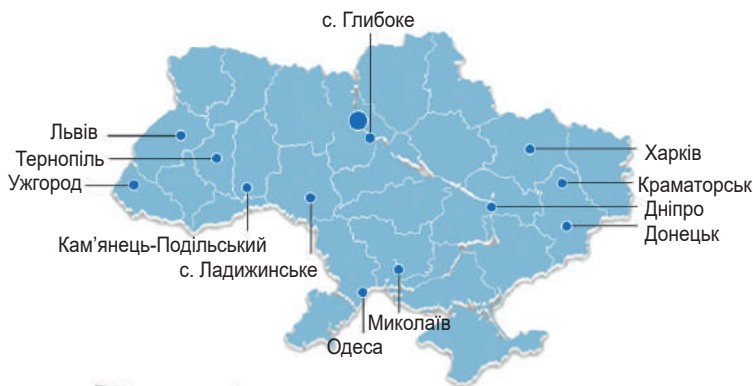 с. Глибоке
Львів
Тернопіль
Ужгород
Кам’янець-Подільський
с. Ладижинське
Харків
Краматорськ
Дніпро
Донецьк
Миколаїв
Одеса